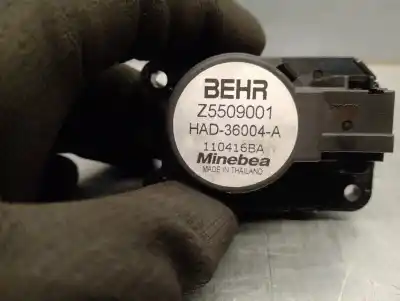 BEHR
Z5509001
HAD-36004-A
110416BA
Minebea
MADE IN THAILAND